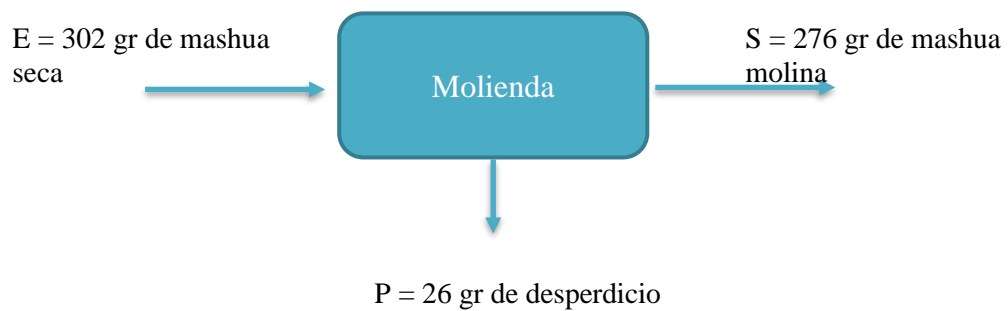 E = 302 gr de mashua
seca
Molienda
S = 276 gr de mashua
molina
P = 26 gr de desperdicio